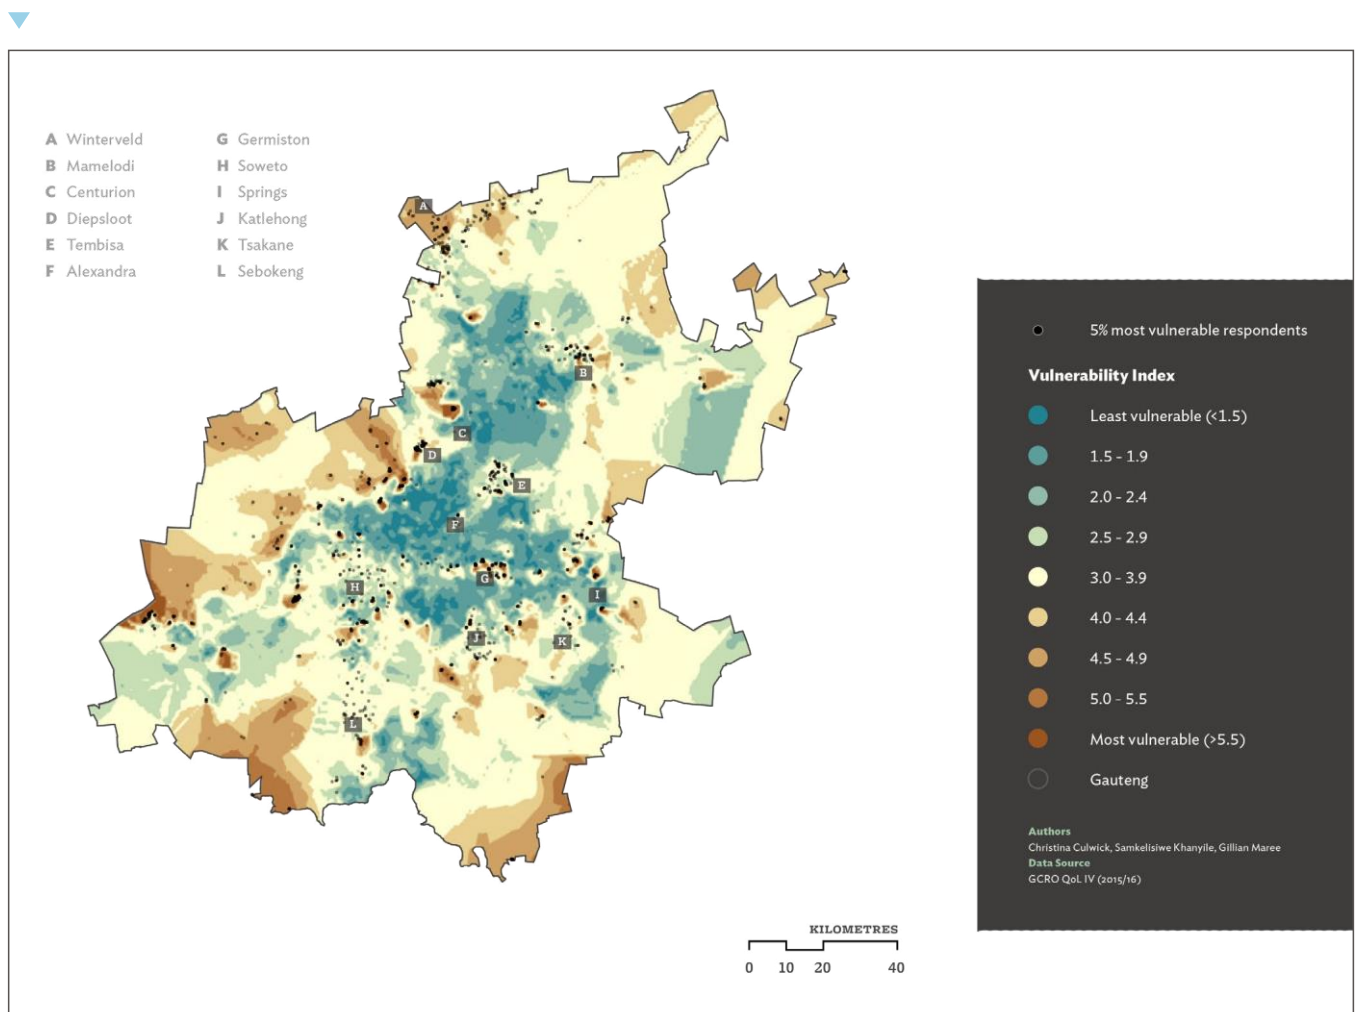 A Winterveld
B Mamelodi
C Centurion
D Diepsloot
E Tembisa
F Alexandra
G Germiston
H Soweto
I Springs
J Katlehong
K Tsakane
L Sebokeng
A
B
C
D
E
F
G
H
I
J
K
L
5% most vulnerable respondents
Vulnerability Index
Least vulnerable (<1.5)
1.5 - 1.9
2.0 - 2.4
2.5 - 2.9
3.0 - 3.9
4.0 - 4.4
4.5 - 4.9
5.0 - 5.5
Most vulnerable (>5.5)
Gauteng
Authors
Christina Culwick, Samkelisiwe Khanyile, Gillian Maree
Data Source
GCRO QoL IV (2015/16)
KILOMETRES
0 10 20 40